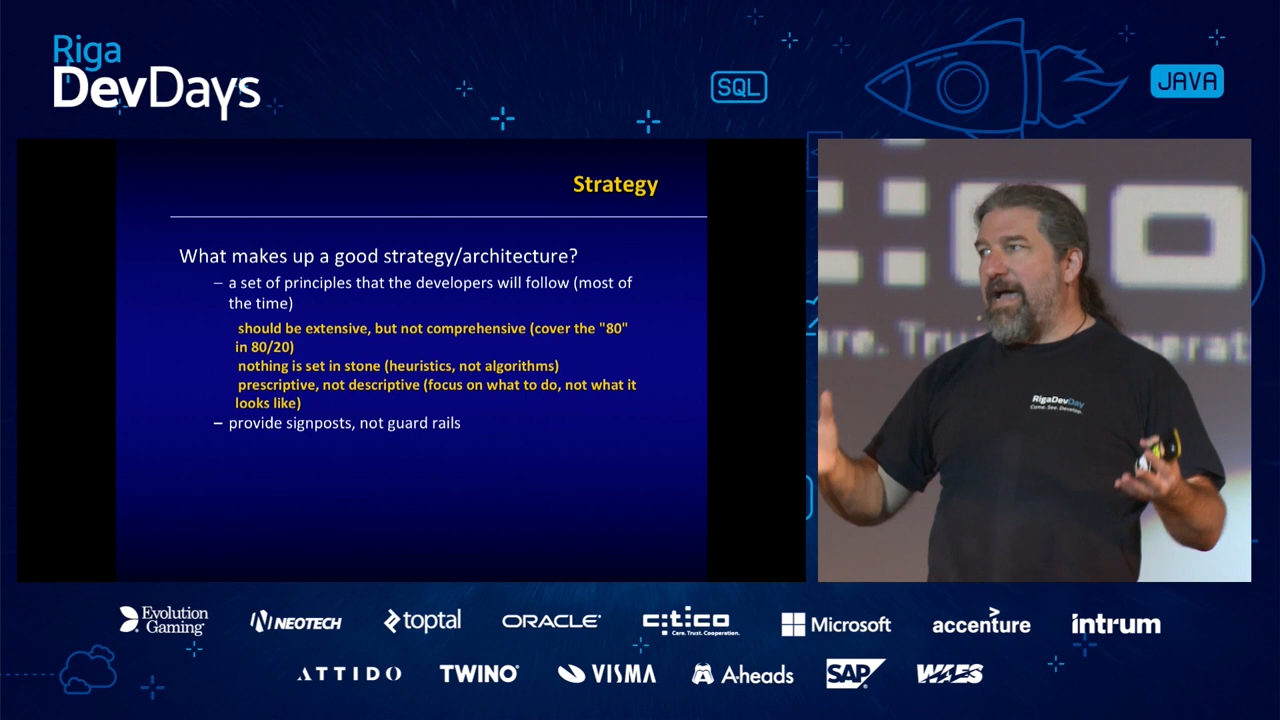 Riga
DevDays
SQL
JAVA
Strategy
What makes up a good strategy/architecture?
– a set of principles that the developers will follow (most of
the time)
should be extensive, but not comprehensive (cover the "80"
in 80/20)
nothing is set in stone (heuristics, not algorithms)
prescriptive, not descriptive (focus on what to do, not what it
looks like)
– provide signposts, not guard rails
RigaDevDay
Come. See. Develop.
Evolution
Gaming
NEOTECH
toptal
ORACLE
c:t:co
Care. Trust. Cooperation.
Microsoft
accenture
intrum
ATTIDO
TWINO
VISMA
A-heads
SAP
WAES